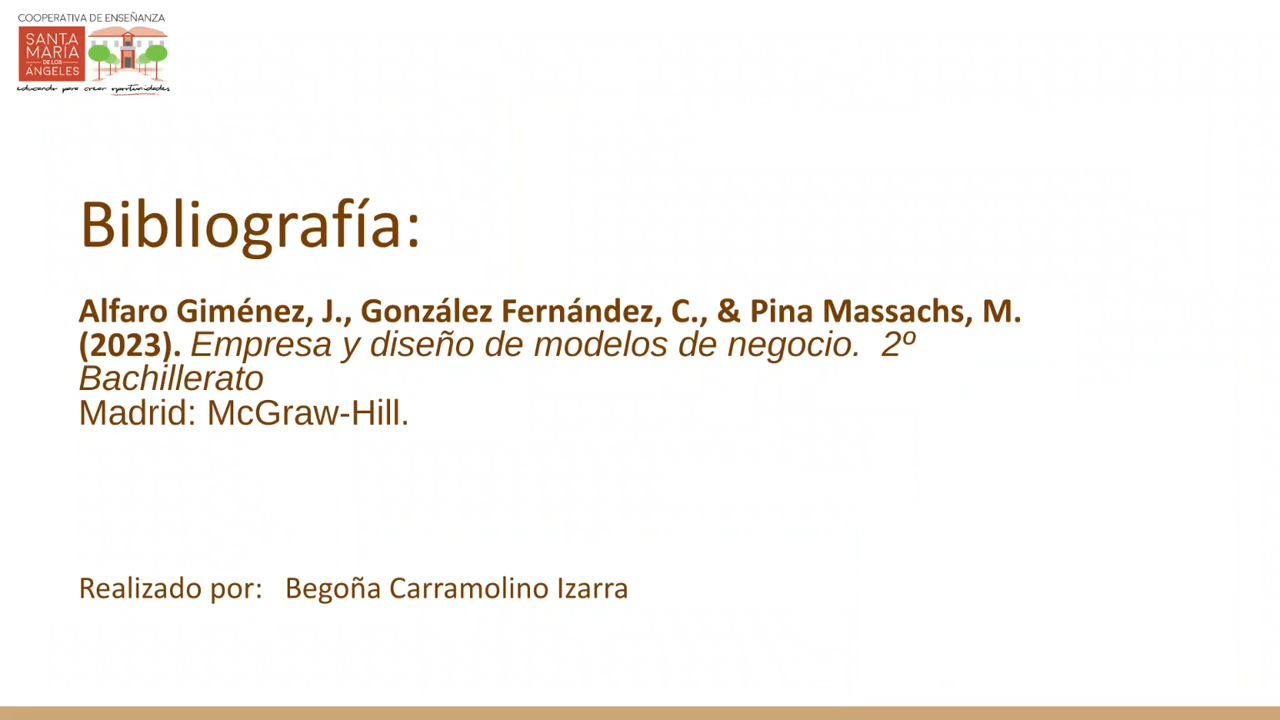 COOPERATIVA DE ENSEÑANZA
SANTA
MARÍA
DE LOS
ÁNGELES
educando para crear oportunidades
Bibliografía:
Alfaro Giménez, J., González Fernández, C., & Pina Massachs, M.
(2023). Empresa y diseño de modelos de negocio.  2º
Bachillerato
Madrid: McGraw-Hill.
Realizado por:   Begoña Carramolino Izarra